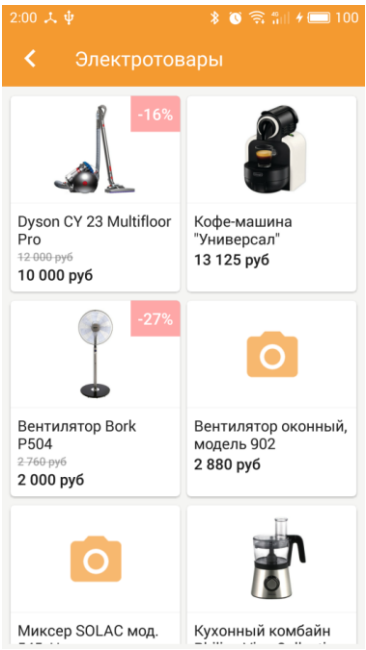 2:00 100
Электротовары
-16%
Dyson CY 23 Multifloor
Pro
12 000 руб
10 000 руб
Кофе-машина
"Универсал"
13 125 руб
-27%
Вентилятор Bork
P504
2 760 руб
2 000 руб
Вентилятор оконный,
модель 902
2 880 руб
Миксер SOLAC мод.
Кухонный комбайн